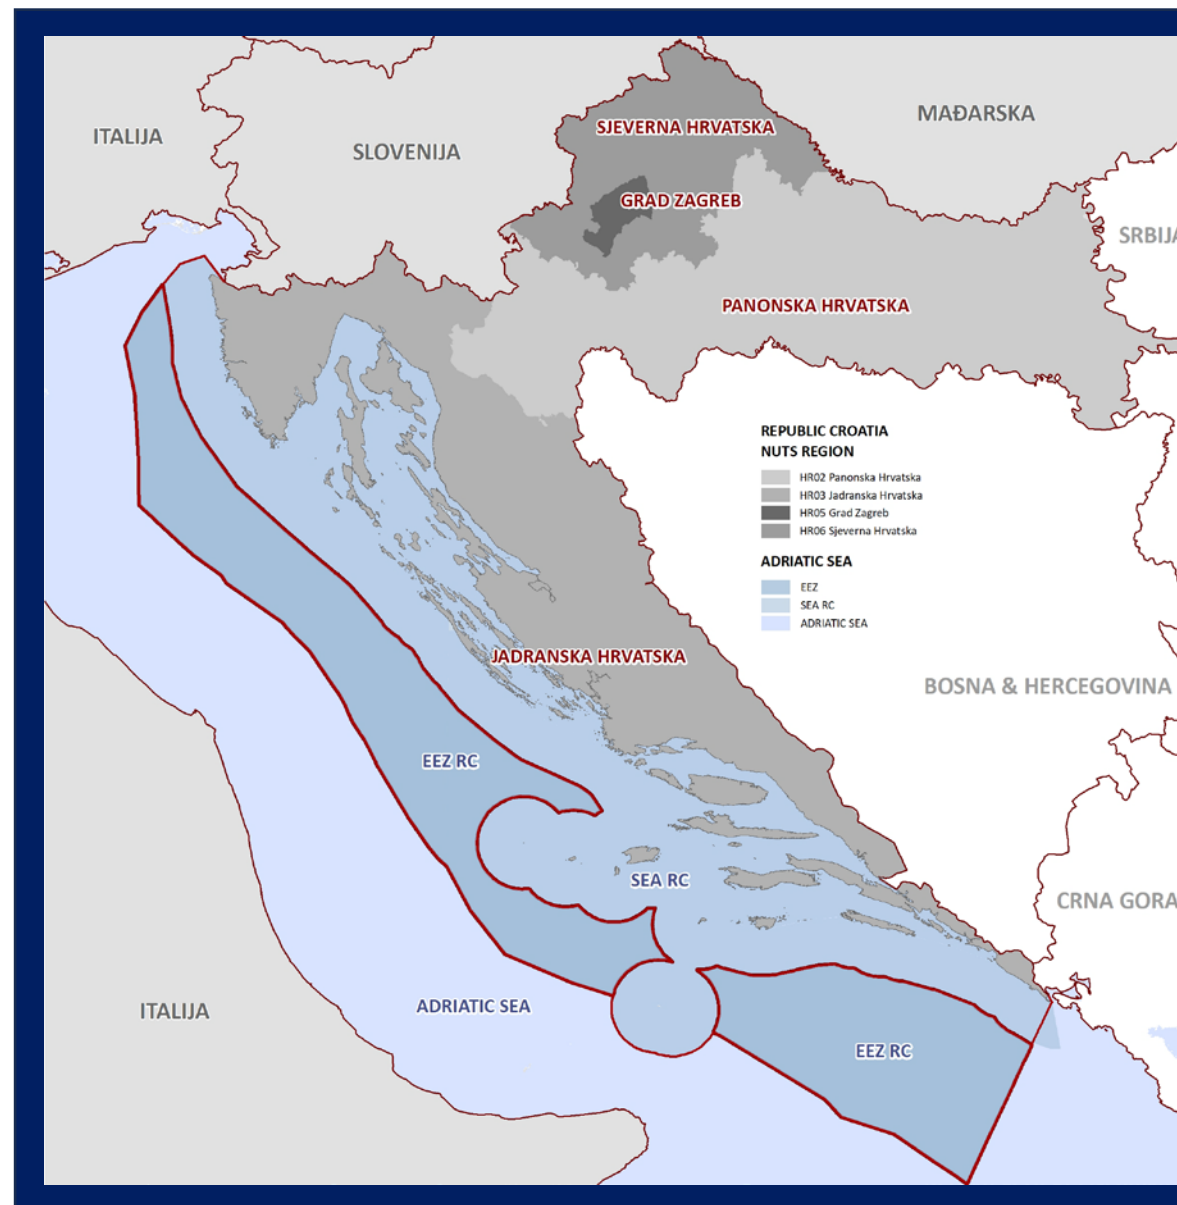 MAĐARSKA
SJEVERNA HRVATSKA
ITALIJA
SLOVENIJA
GRAD ZAGREB
SRBIJA
PANONSKA HRVATSKA
REPUBLIC CROATIA
NUTS REGION
HR02 Panonska Hrvatska
HR03 Jadranska Hrvatska
HR05 Grad Zagreb
HR06 Sjeverna Hrvatska
ADRIATIC SEA
EEZ
SEA RC
ADRIATIC SEA
JADRANSKA HRVATSKA
BOSNA & HERCEGOVINA
EEZ RC
SEA RC
CRNA GORA
ITALIJA
ADRIATIC SEA
EEZ RC